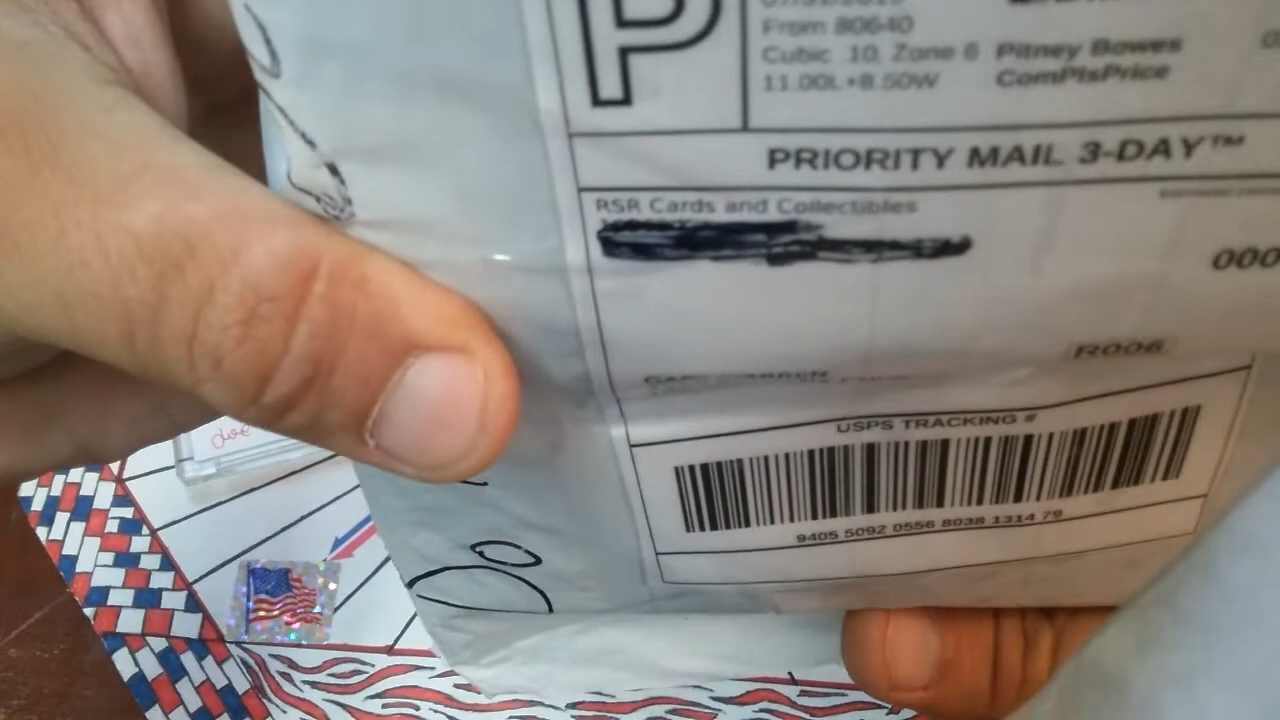 P
From 80640
Cubic .10, Zone 6 Pitney Bowes
11.00L+8.50W ComPlsPrice
PRIORITY MAIL 3-DAY™
RSR Cards and Collectibles
000
R006
USPS TRACKING #
9405 5092 0556 8038 1314 79
Do